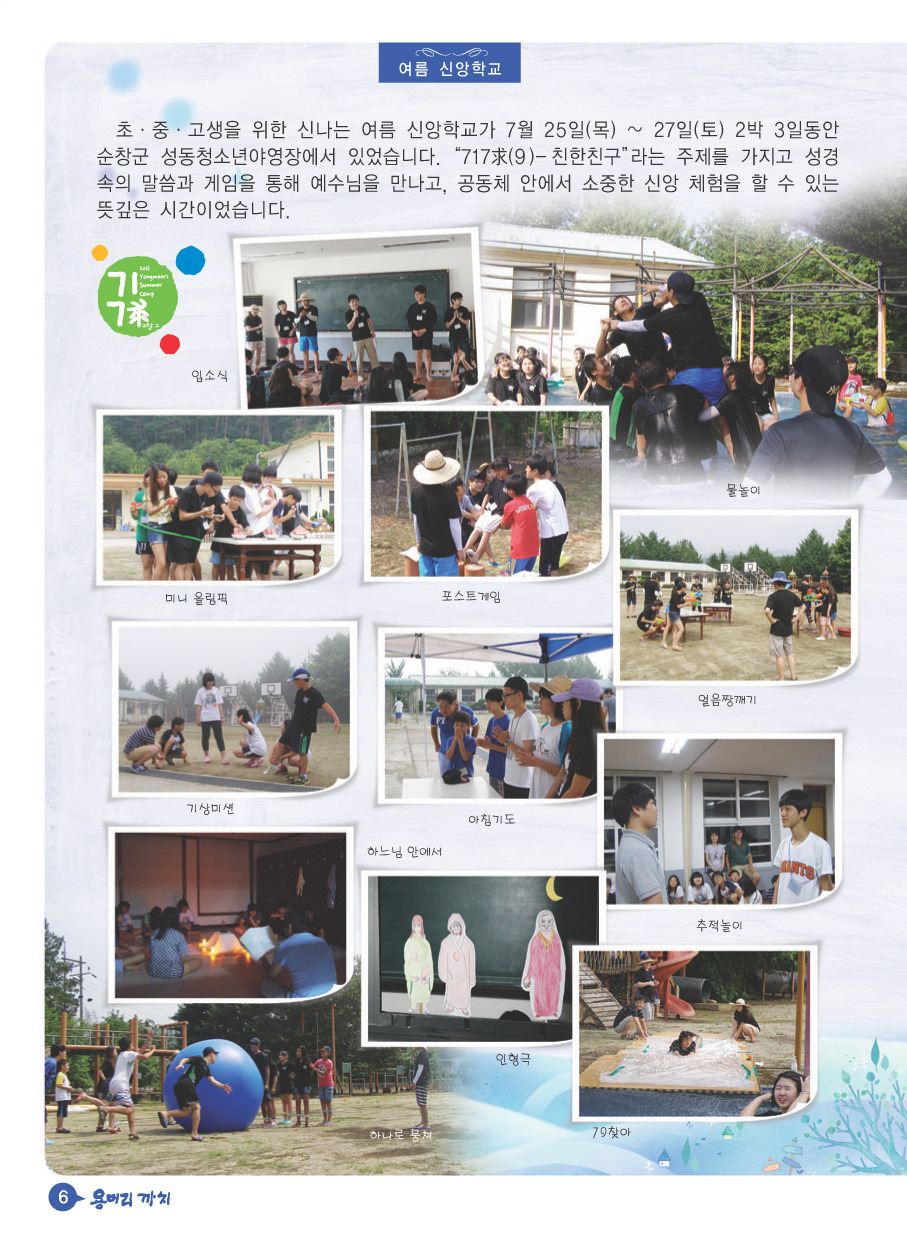 여름 신앙학교
초·중·고생을 위한 신나는 여름 신앙학교가 7월 25일(목) ~ 27일(토) 2박 3일동안
순창군 성동청소년야영장에서 있었습니다. “717求(9)-친한친구”라는 주제를 가지고 성경
속의 말씀과 게임을 통해 예수님을 만나고, 공동체 안에서 소중한 신앙 체험을 할 수 있는
뜻깊은 시간이었습니다.
2013
Yongmeori
Summer
Camp
기
7求
입소식
물놀이
미니 올림픽
포스트게임
얼음짱깨기
기상미션
아침기도
하느님 안에서
GIANTS
추적놀이
인형극
하나로 뭉쳐
79찾아
6 용머리 까치